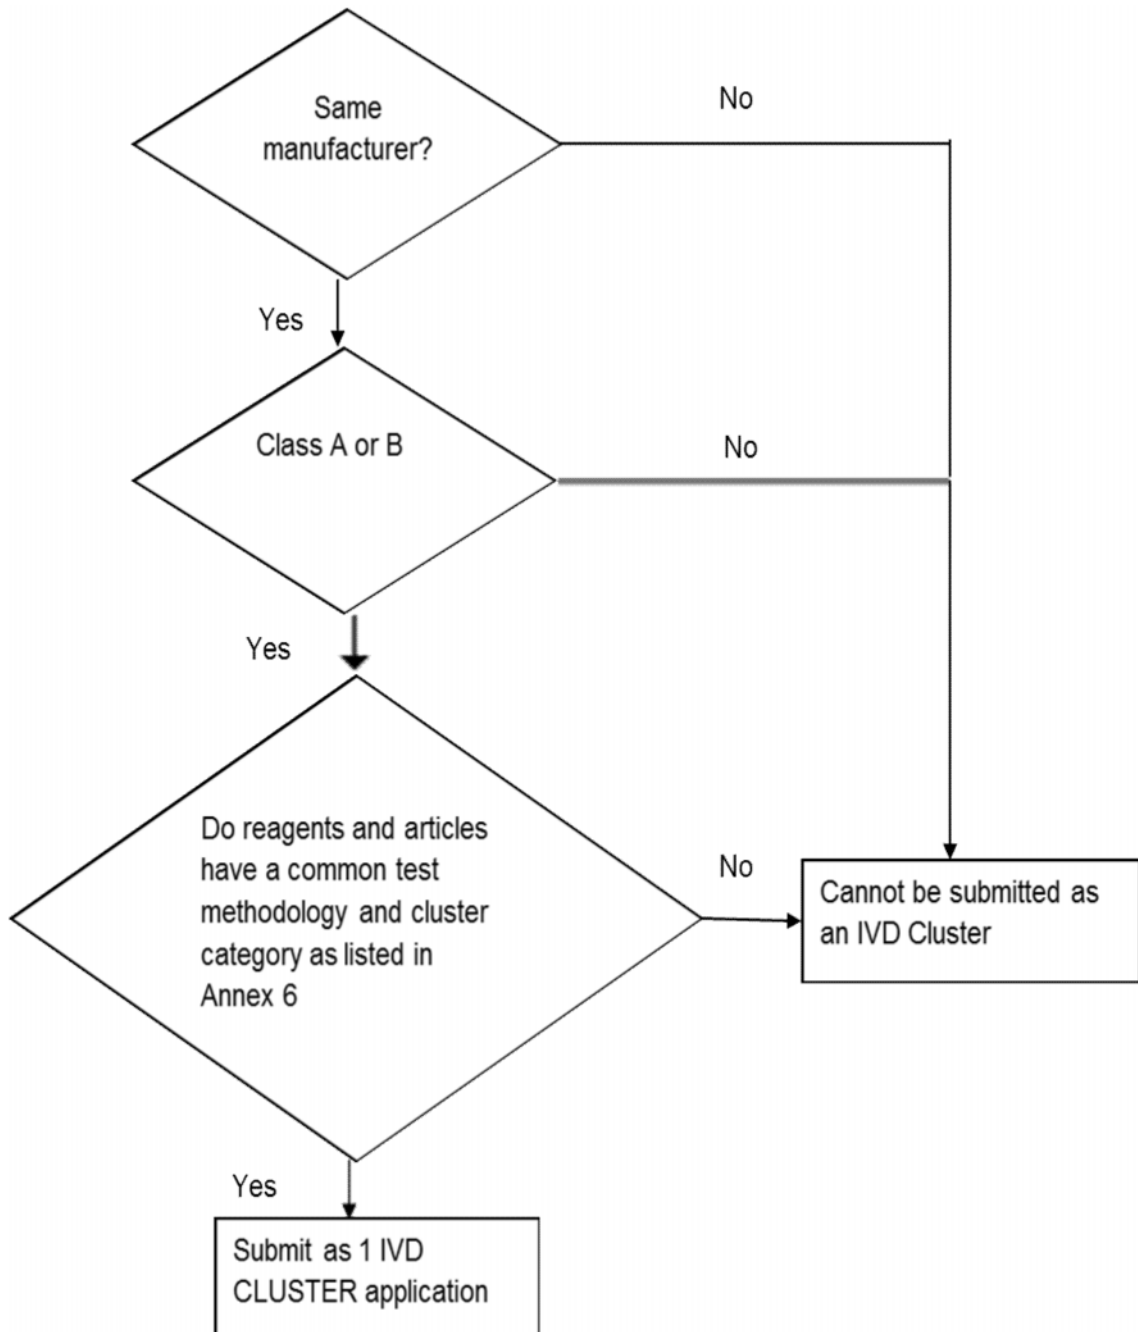 Same
manufacturer?
No
Yes
Class A or B
No
Yes
Do reagents and articles
have a common test
methodology and cluster
category as listed in
Annex 6
No
Cannot be submitted as
an IVD Cluster
Yes
Submit as 1 IVD
CLUSTER application